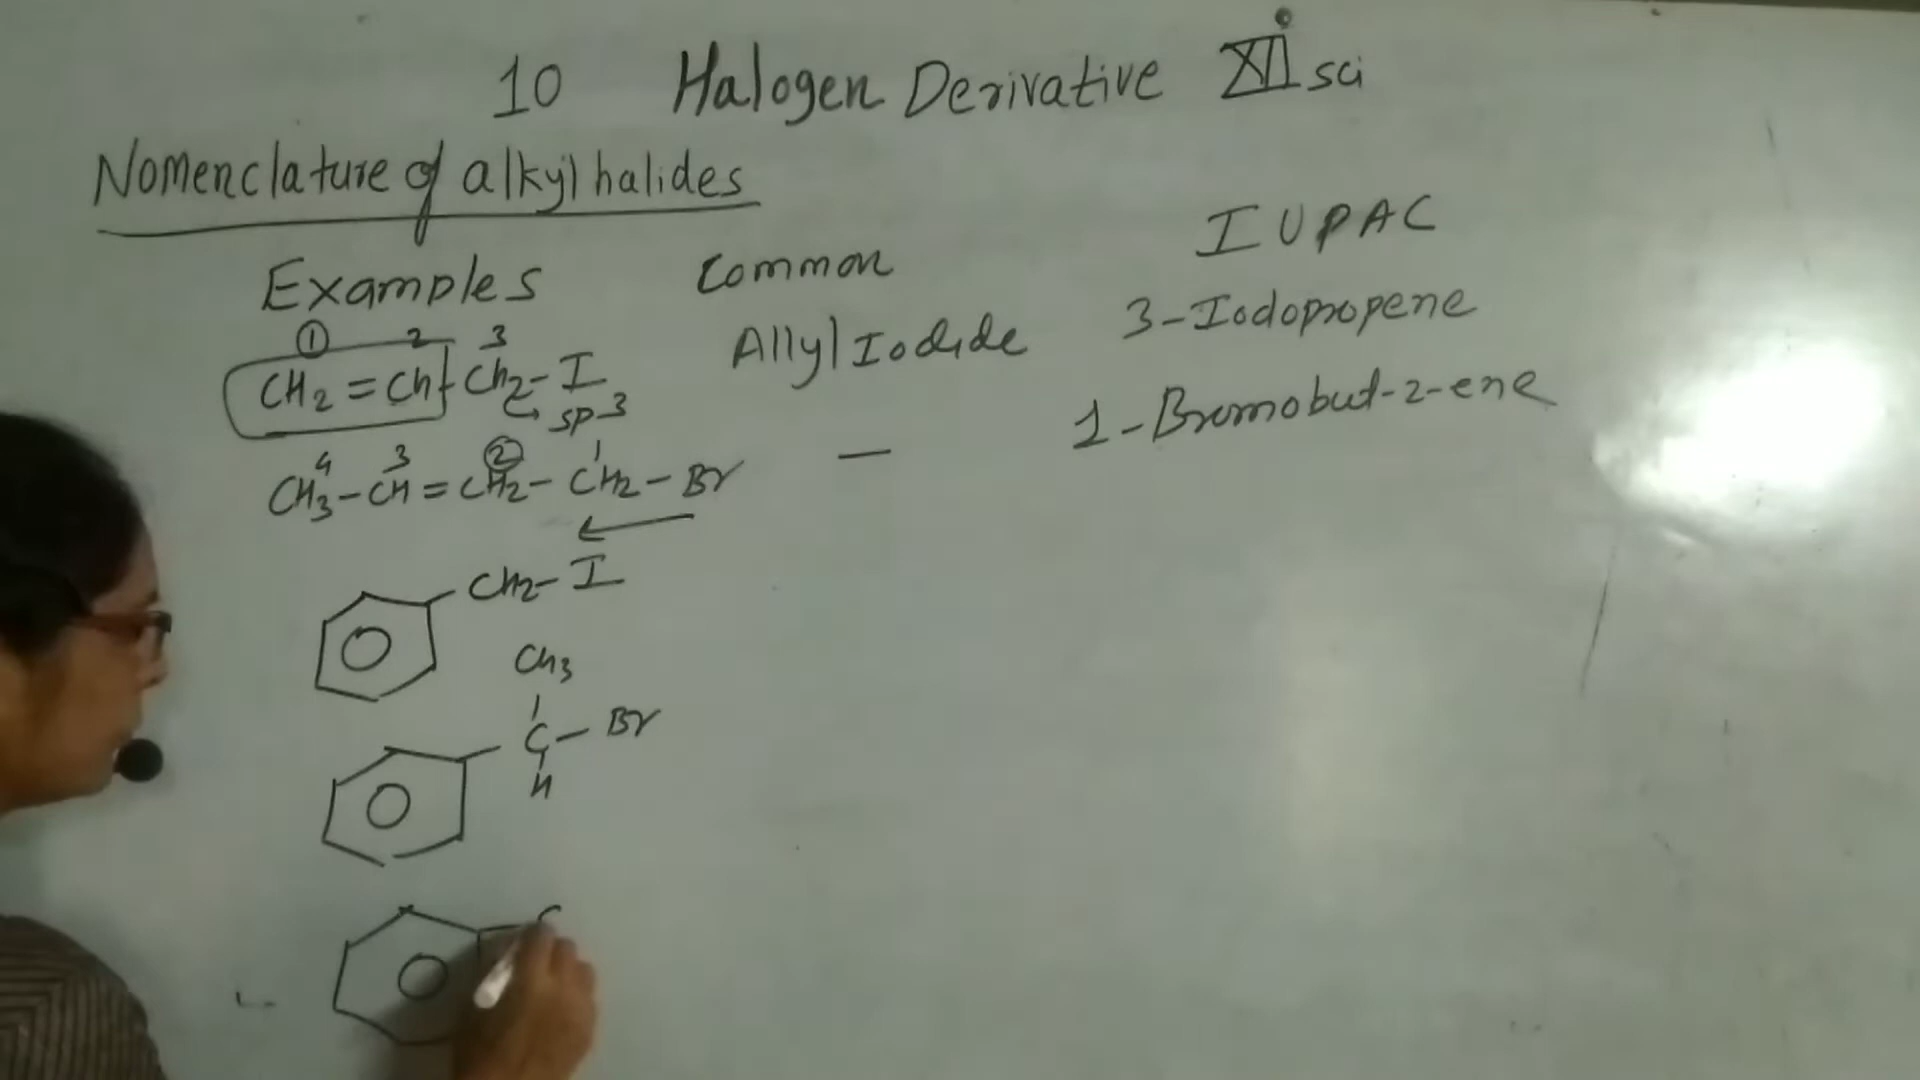 10 Halogen Derivative XII sci
Nomenclature of alkyl halides
Examples Common IUPAC
① 2 3
CH2 = CH - CH2 - I Allyl Iodide 3-Iodopropene
sp3
4 3 ② 1
CH3 - CH = CH2 - CH2 - Br — 1-Bromobut-2-ene
CH2 - I
CH3
C - Br
H